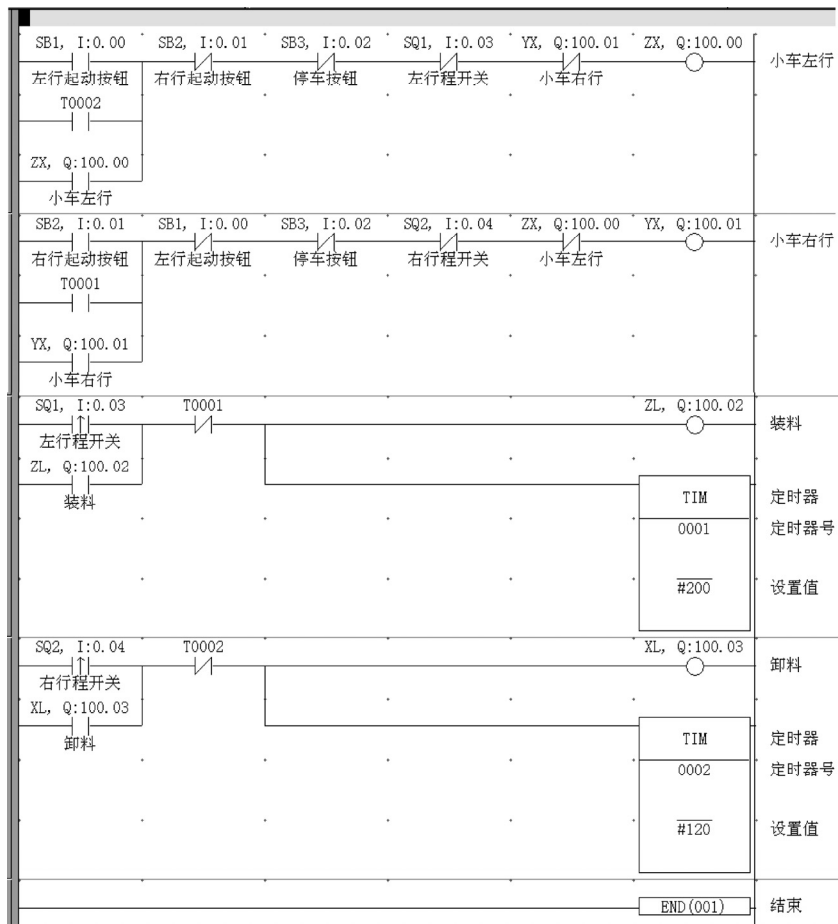 SB1, I:0.00 SB2, I:0.01 SB3, I:0.02 SQ1, I:0.03 YX, Q:100.01 ZX, Q:100.00 小车左行
左行起动按钮 右行起动按钮 停车按钮 左行程开关 小车右行
T0002
ZX, Q:100.00
小车左行
SB2, I:0.01 SB1, I:0.00 SB3, I:0.02 SQ2, I:0.04 ZX, Q:100.00 YX, Q:100.01 小车右行
右行起动按钮 左行起动按钮 停车按钮 右行程开关 小车左行
T0001
YX, Q:100.01
小车右行
SQ1, I:0.03 T0001 ZL, Q:100.02 装料
左行程开关
ZL, Q:100.02
装料
TIM 定时器
0001 定时器号
#200 设置值
SQ2, I:0.04 T0002 XL, Q:100.03 卸料
右行程开关
XL, Q:100.03
卸料
TIM 定时器
0002 定时器号
#120 设置值
END(001) 结束